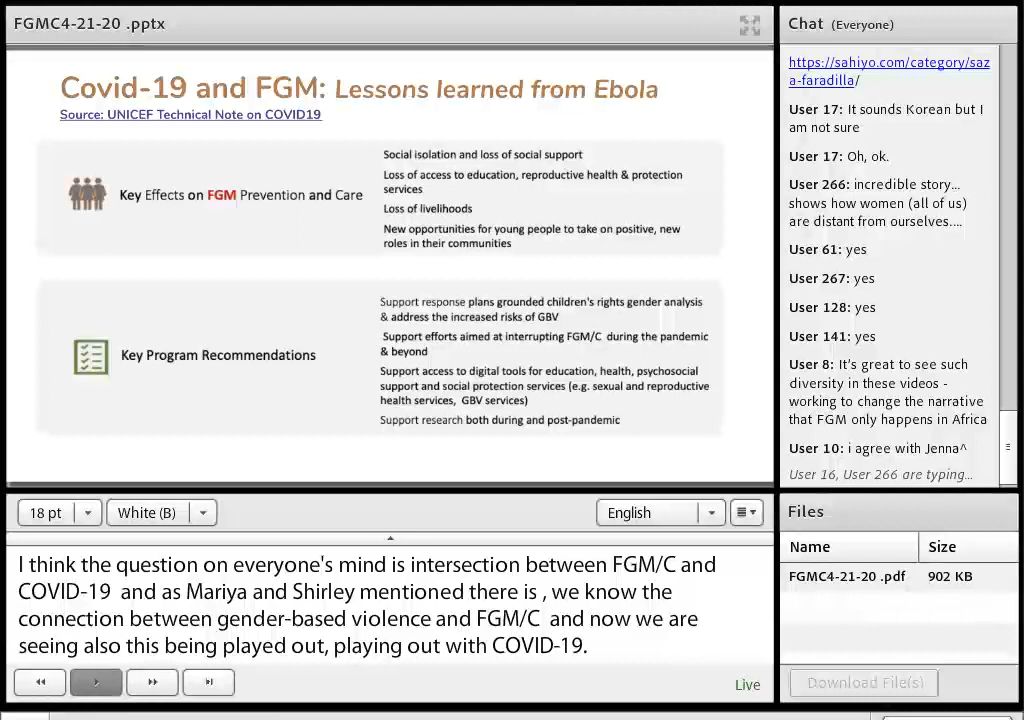 FGMC4-21-20 .pptx
Covid-19 and FGM: Lessons learned from Ebola
Source: UNICEF Technical Note on COVID19
Key Effects on FGM Prevention and Care
Social isolation and loss of social support
Loss of access to education, reproductive health & protection
services
Loss of livelihoods
New opportunities for young people to take on positive, new
roles in their communities
Key Program Recommendations
Support response plans grounded children's rights gender analysis
& address the increased risks of GBV
Support efforts aimed at interrupting FGM/C during the pandemic
& beyond
Support access to digital tools for education, health, psychosocial
support and social protection services (e.g. sexual and reproductive
health services, GBV services)
Support research both during and post-pandemic
18 pt
White (B)
English
I think the question on everyone's mind is intersection between FGM/C and
COVID-19 and as Mariya and Shirley mentioned there is , we know the
connection between gender-based violence and FGM/C and now we are
seeing also this being played out, playing out with COVID-19.
Live
Chat (Everyone)
https://sahiyo.com/category/saz
a-faradilla/
User 17: It sounds Korean but I
am not sure
User 17: Oh, ok.
User 266: incredible story...
shows how women (all of us)
are distant from ourselves....
User 61: yes
User 267: yes
User 128: yes
User 141: yes
User 8: It's great to see such
diversity in these videos -
working to change the narrative
that FGM only happens in Africa
User 10: i agree with Jenna^
User 16, User 266 are typing...
Files
Name Size
FGMC4-21-20 .pdf 902 KB
Download File(s)